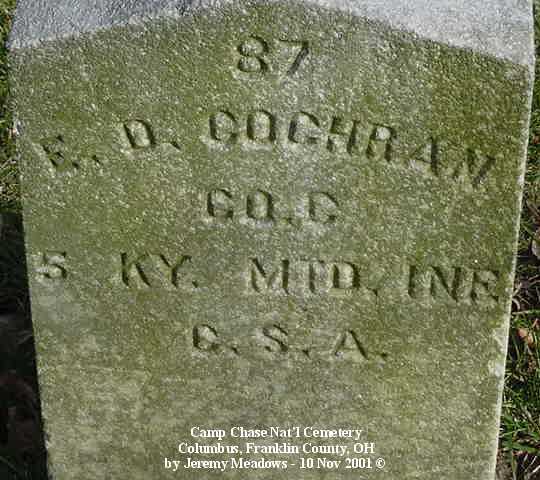 87
E. D. COCHRAN
CO. C
5 KY. MTD. INF.
C. S. A.
Camp Chase Nat'l Cemetery
Columbus, Franklin County, OH
by Jeremy Meadows - 10 Nov 2001 ©